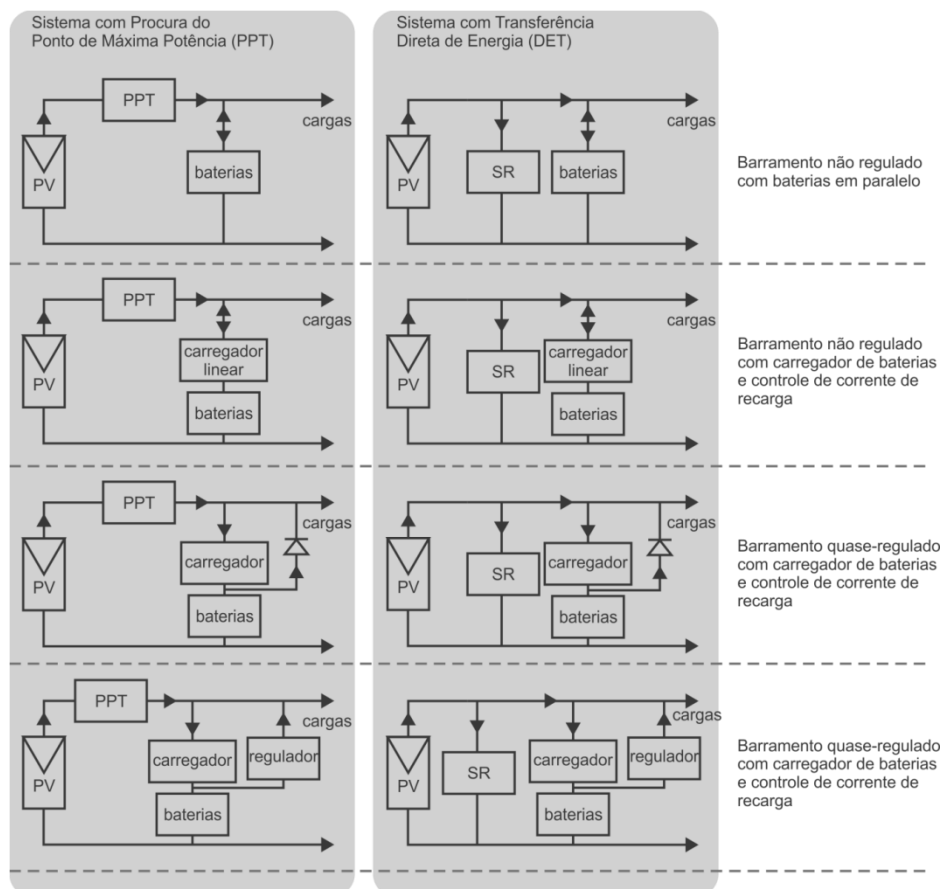 Sistema com Procura do
Ponto de Máxima Potência (PPT)
Sistema com Transferência
Direta de Energia (DET)
PPT
cargas
PV
baterias
cargas
PV
SR
baterias
Barramento não regulado
com baterias em paralelo
PPT
cargas
PV
carregador
linear
baterias
cargas
PV
SR
carregador
linear
baterias
Barramento não regulado
com carregador de baterias
e controle de corrente de
recarga
PPT
cargas
PV
carregador
baterias
cargas
PV
SR
carregador
baterias
Barramento quase-regulado
com carregador de baterias
e controle de corrente de
recarga
PPT
cargas
PV
carregador
regulador
baterias
cargas
PV
SR
carregador
regulador
baterias
Barramento quase-regulado
com carregador de baterias
e controle de corrente de
recarga